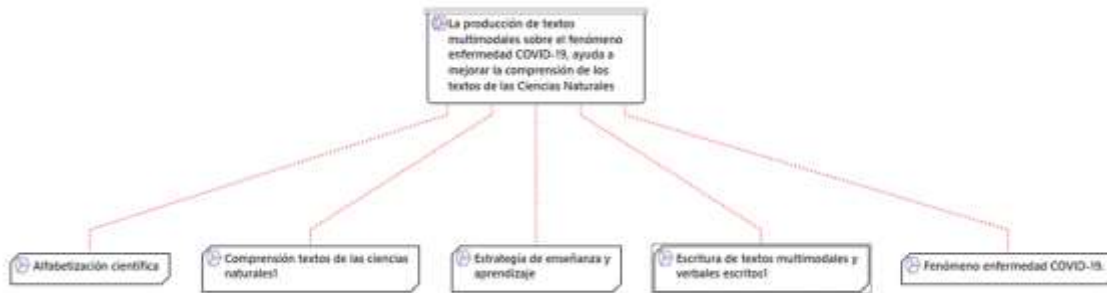 La producción de textos
multimodales sobre el fenómeno
enfermedad COVID-19, ayuda a
mejorar la comprensión de los
textos de las Ciencias Naturales
Alfabetización científica
Comprensión textos de las ciencias
naturales1
Estrategia de enseñanza y
aprendizaje
Escritura de textos multimodales y
verbales escritos1
Fenómeno enfermedad COVID-19.